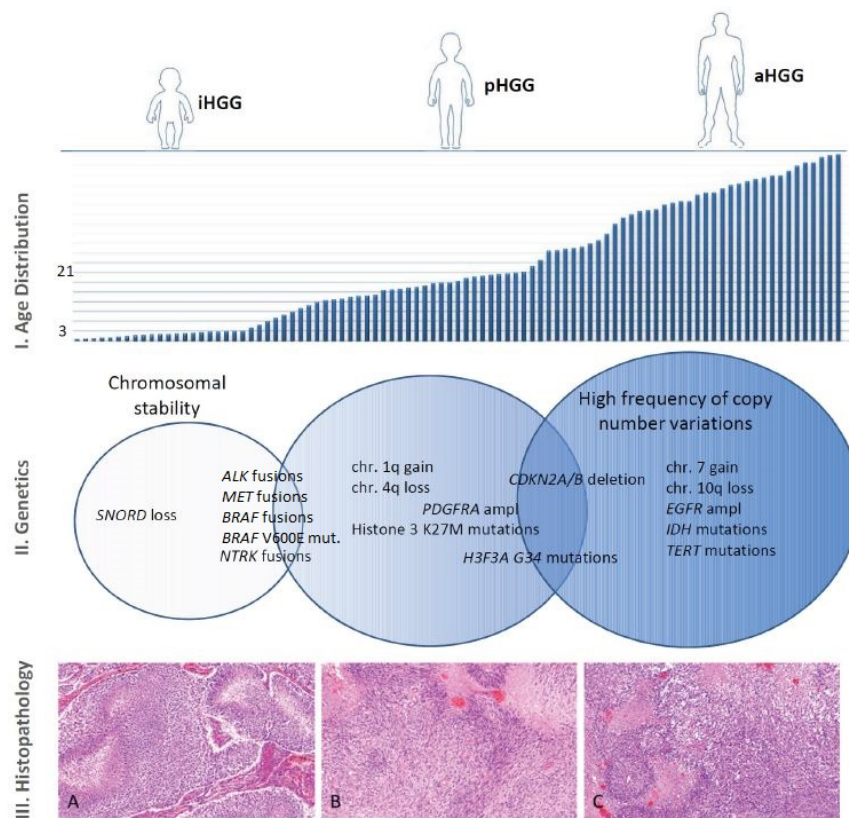 iHGG
pHGG
aHGG
I. Age Distribution
21
3
II. Genetics
Chromosomal
stability
SNORD loss
ALK fusions
MET fusions
BRAF fusions
BRAF V600E mut.
NTRK fusions
chr. 1q gain
chr. 4q loss
PDGFRA ampl
Histone 3 K27M mutations
CDKN2A/B deletion
H3F3A G34 mutations
High frequency of copy
number variations
chr. 7 gain
chr. 10q loss
EGFR ampl
IDH mutations
TERT mutations
III. Histopathology
A
B
C